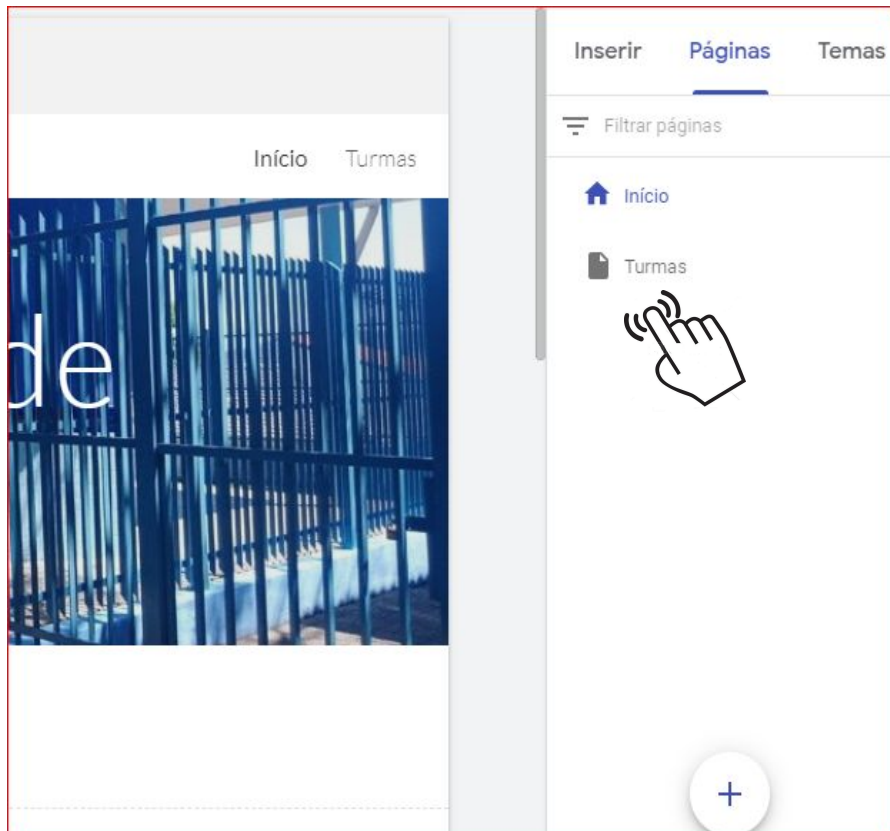 Início Turmas
de
Inserir Páginas Temas
Filtrar páginas
Início
Turmas